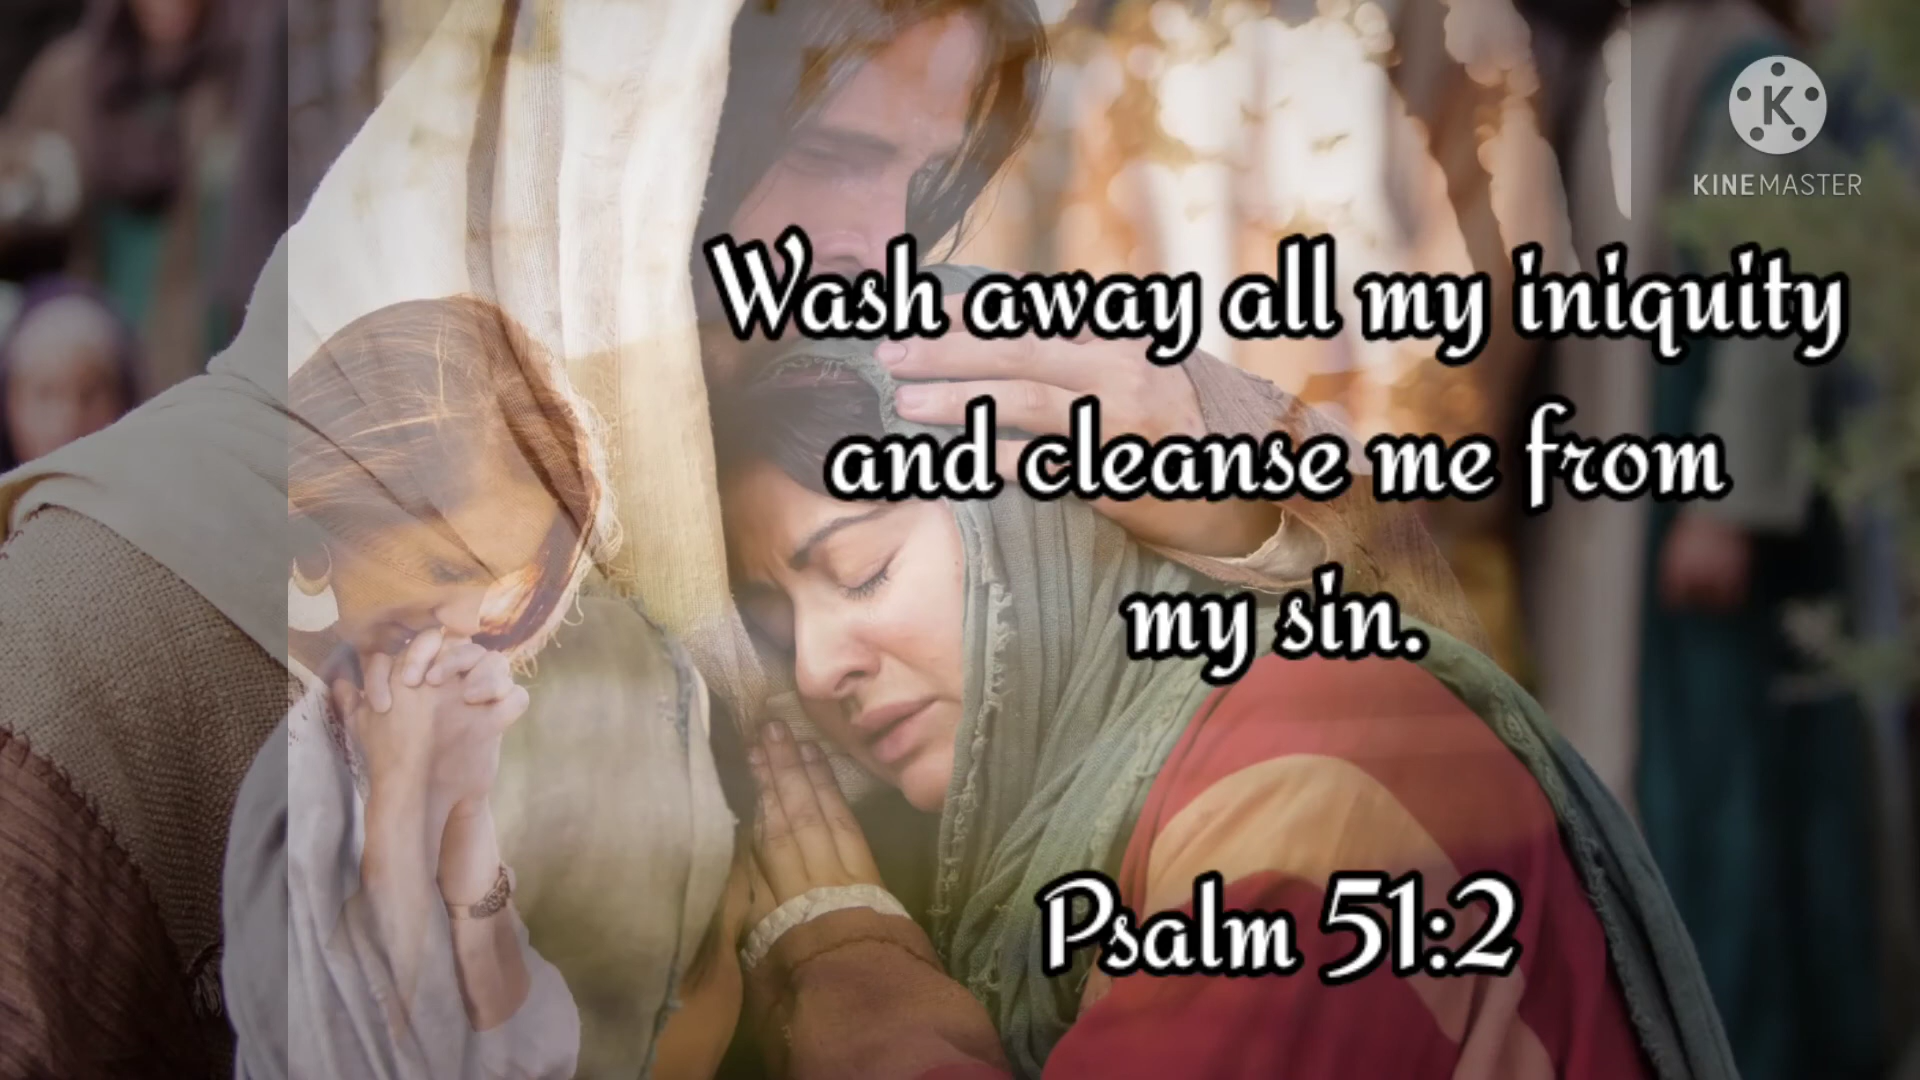 KINEMASTER
Wash away all my iniquity
and cleanse me from
my sin.
Psalm 51:2